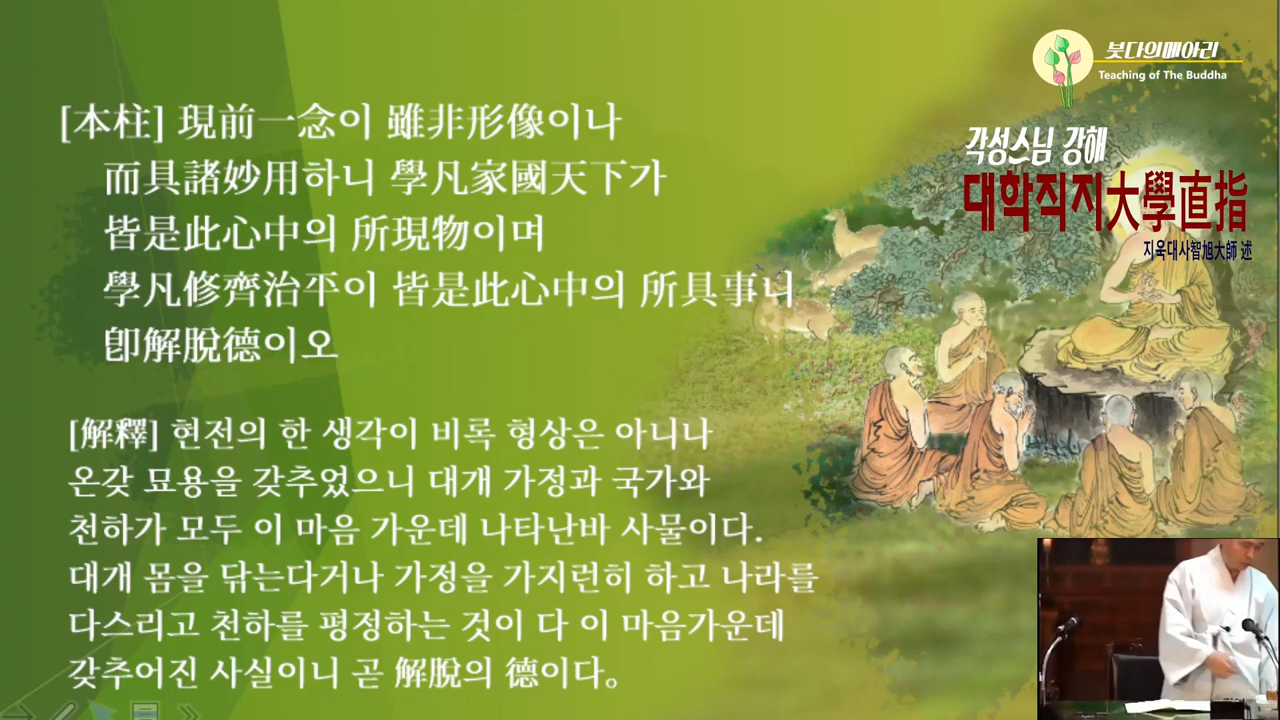 붓다의메아리
Teaching of The Buddha
각성스님 강해
대학직지大學直指
지욱대사智旭大師 述
[本柱] 現前一念이 雖非形像이나
而具諸妙用하니 學凡家國天下가
皆是此心中의 所現物이며
學凡修齊治平이 皆是此心中의 所具事니
卽解脫德이오
[解釋] 현전의 한 생각이 비록 형상은 아니나
온갖 묘용을 갖추었으니 대개 가정과 국가와
천하가 모두 이 마음 가운데 나타난바 사물이다.
대개 몸을 닦는다거나 가정을 가지런히 하고 나라를
다스리고 천하를 평정하는 것이 다 이 마음가운데
갖추어진 사실이니 곧 解脫의 德이다。